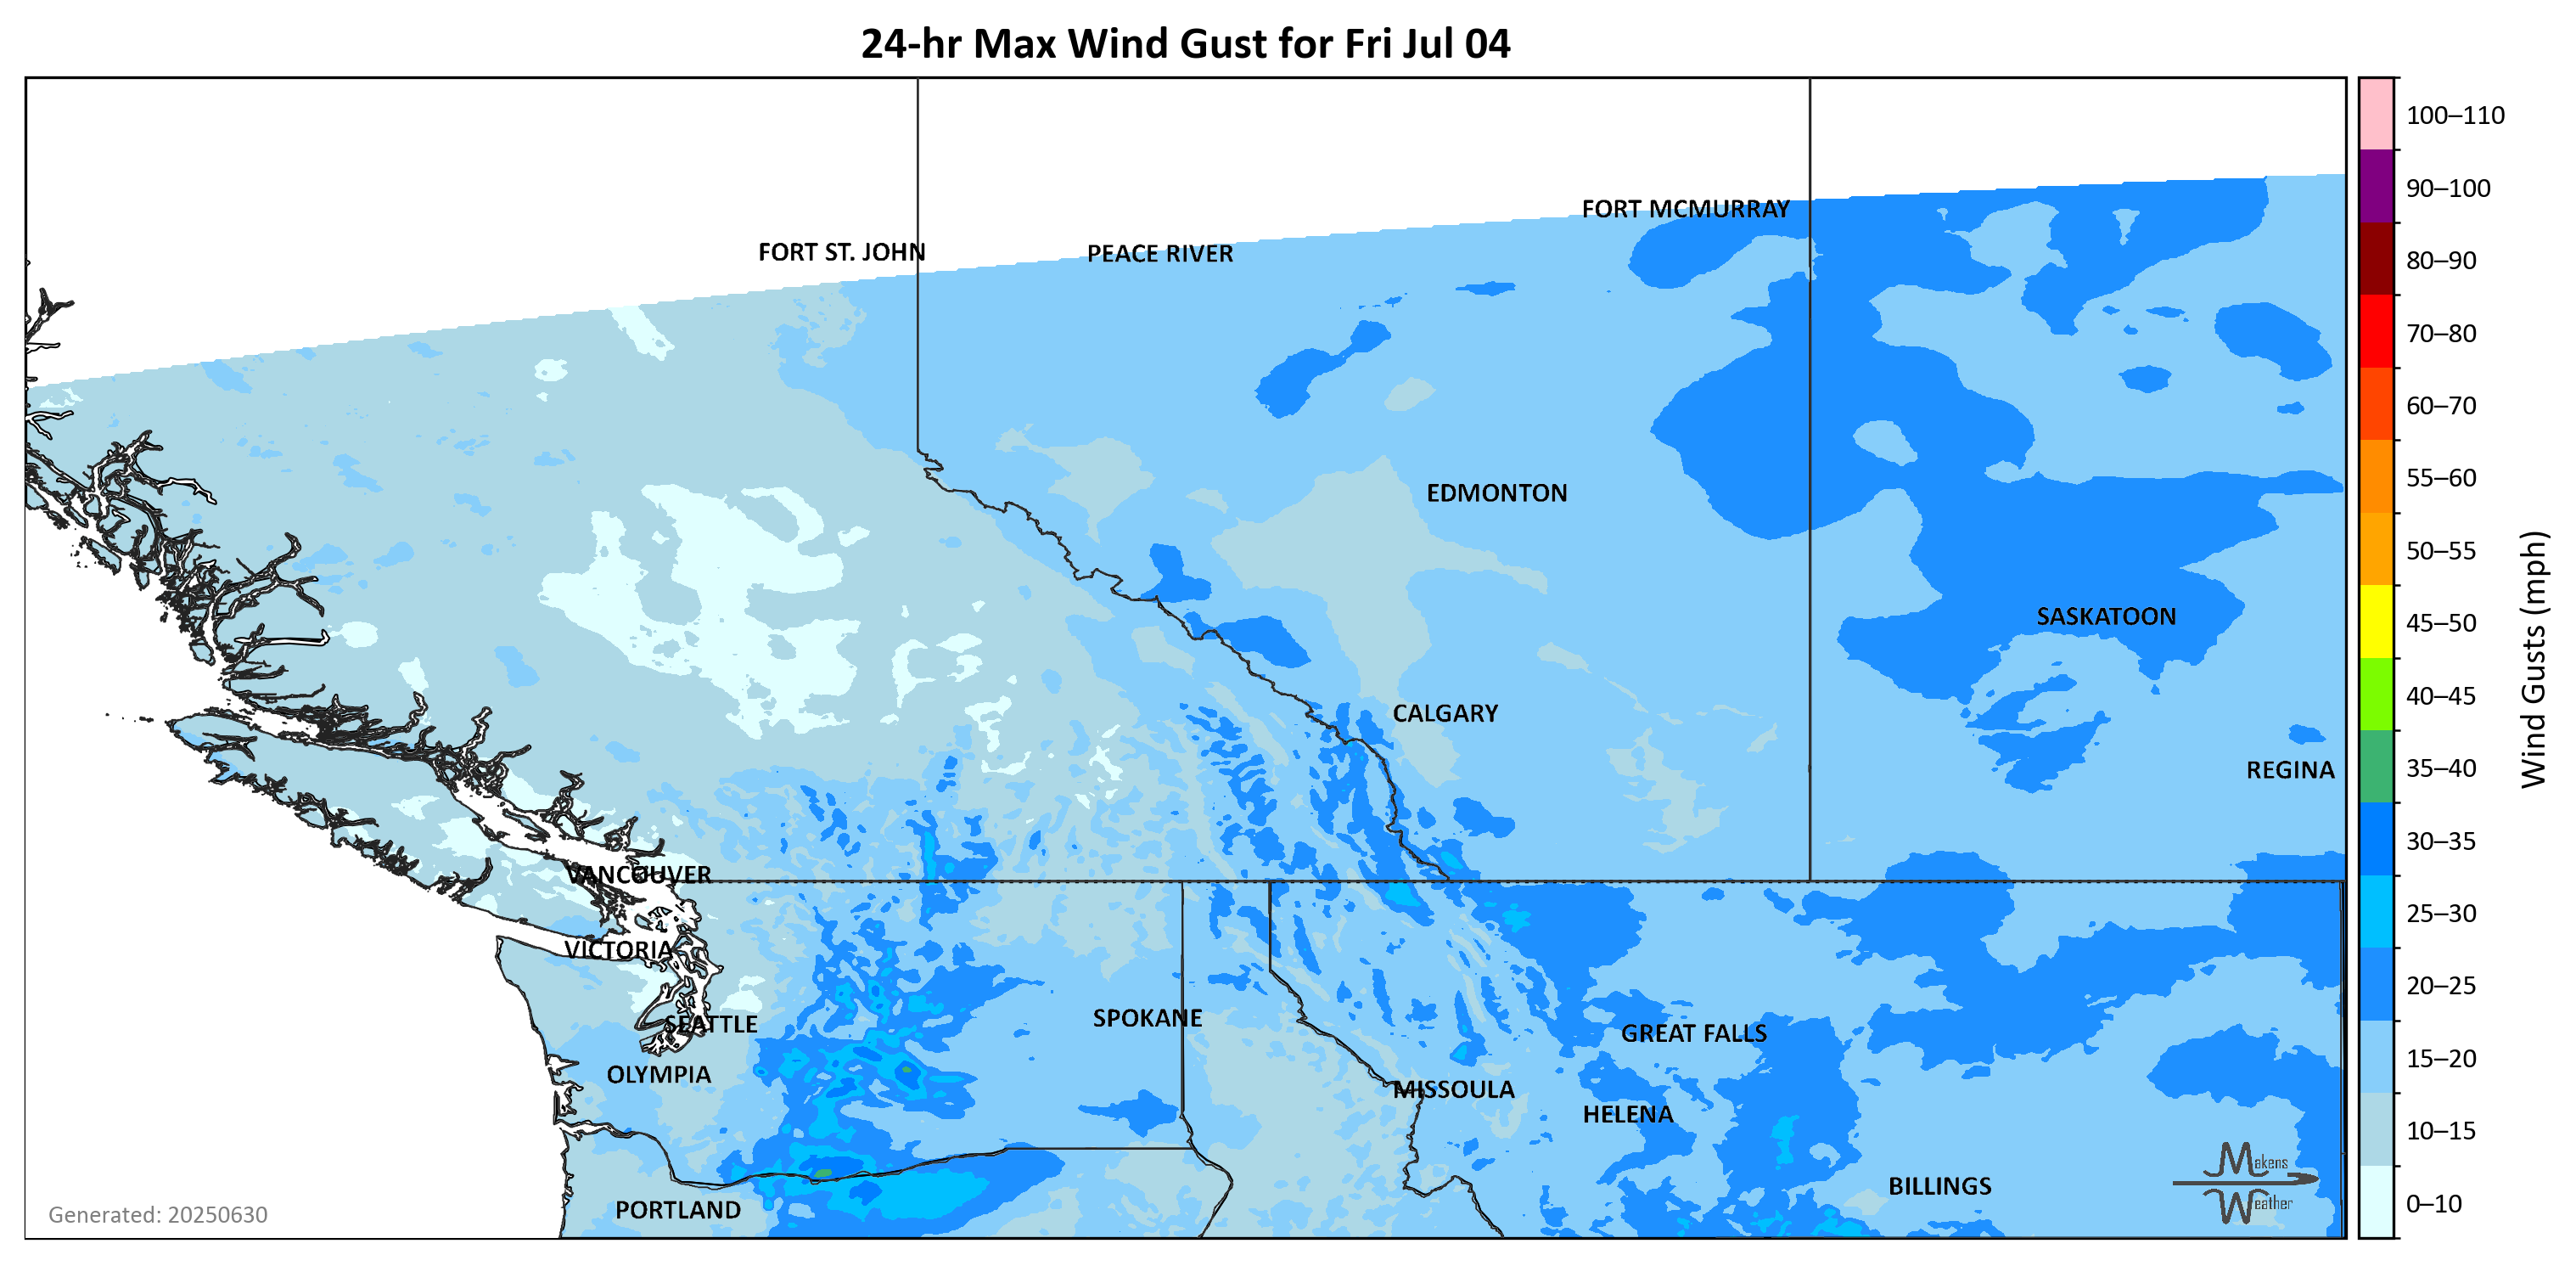 24-hr Max Wind Gust for Fri Jul 04
100–110
90–100
FORT MCMURRAY
FORT ST. JOHN
PEACE RIVER
80–90
70–80
60–70
55–60
EDMONTON
50–55
SASKATOON
45–50
Wind Gusts (mph)
40–45
CALGARY
REGINA
35–40
30–35
VANCOUVER
25–30
VICTORIA
20–25
SPOKANE
SEATTLE
GREAT FALLS
15–20
OLYMPIA
MISSOULA
HELENA
10–15
Makens
Weather
BILLINGS
PORTLAND
0–10
Generated: 20250630